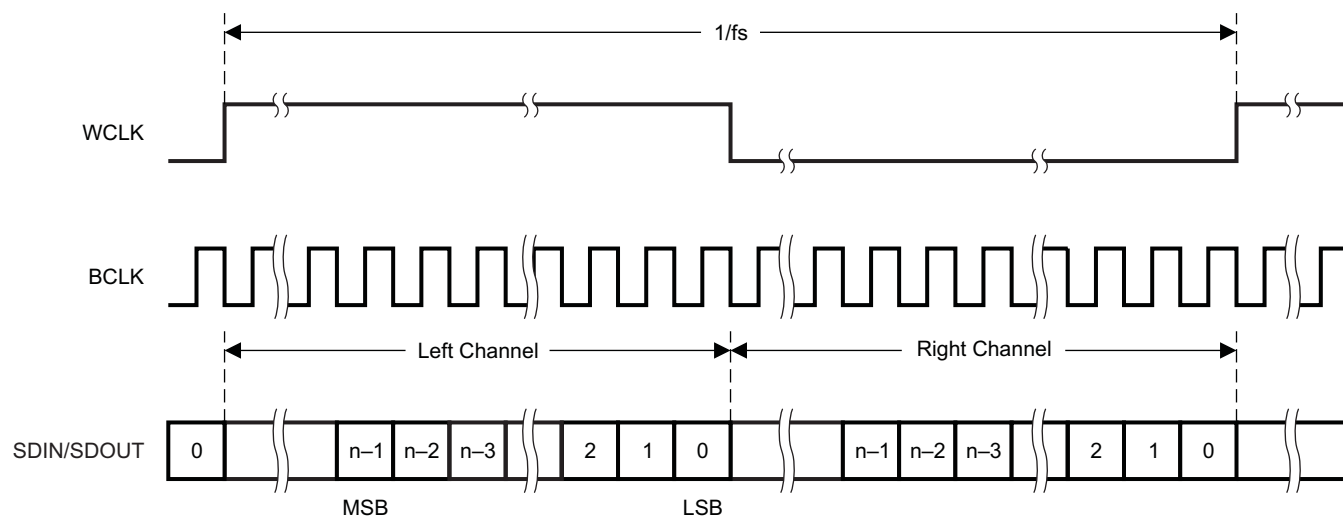 1/fs
WCLK
BCLK
Left Channel Right Channel
SDIN/SDOUT 0 n–1 n–2 n–3 2 1 0 n–1 n–2 n–3 2 1 0
MSB LSB